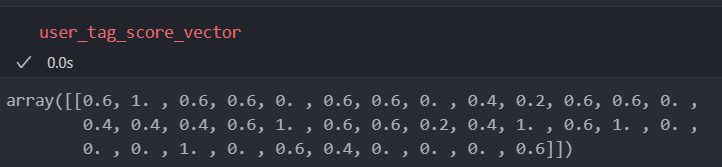 user_tag_score_vector
✓ 0.0s
array([[0.6, 1. , 0.6, 0.6, 0. , 0.6, 0.6, 0. , 0.4, 0.2, 0.6, 0.6, 0. ,
0.4, 0.4, 0.4, 0.6, 1. , 0.6, 0.6, 0.2, 0.4, 1. , 0.6, 1. , 0. ,
0. , 0. , 1. , 0. , 0.6, 0.4, 0. , 0. , 0. , 0.6]])